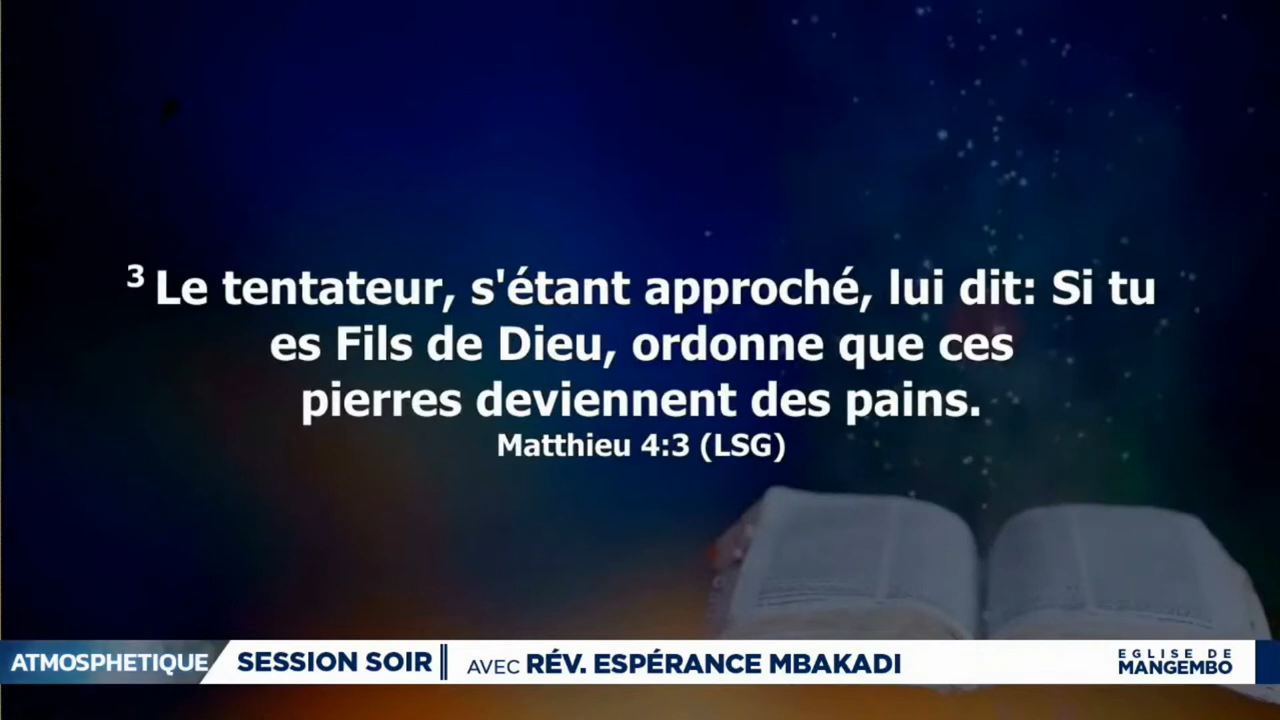 3 Le tentateur, s'étant approché, lui dit: Si tu
es Fils de Dieu, ordonne que ces
pierres deviennent des pains.
Matthieu 4:3 (LSG)
ATMOSPHETIQUE
SESSION SOIR
AVEC RÉV. ESPÉRANCE MBAKADI
EGLISE DE
MANGEMBO